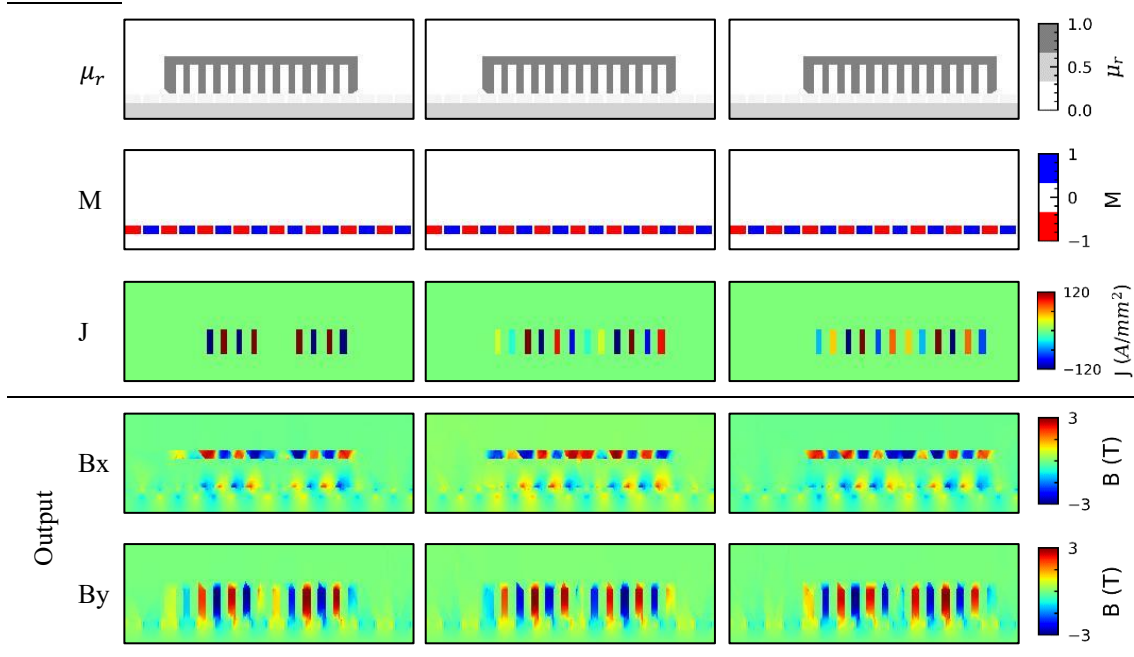 μr
1.0
0.5
0.0
μr
M
1
0
−1
M
J
120
−120
J (A/mm²)
Output
Bx
3
−3
B (T)
By
3
−3
B (T)